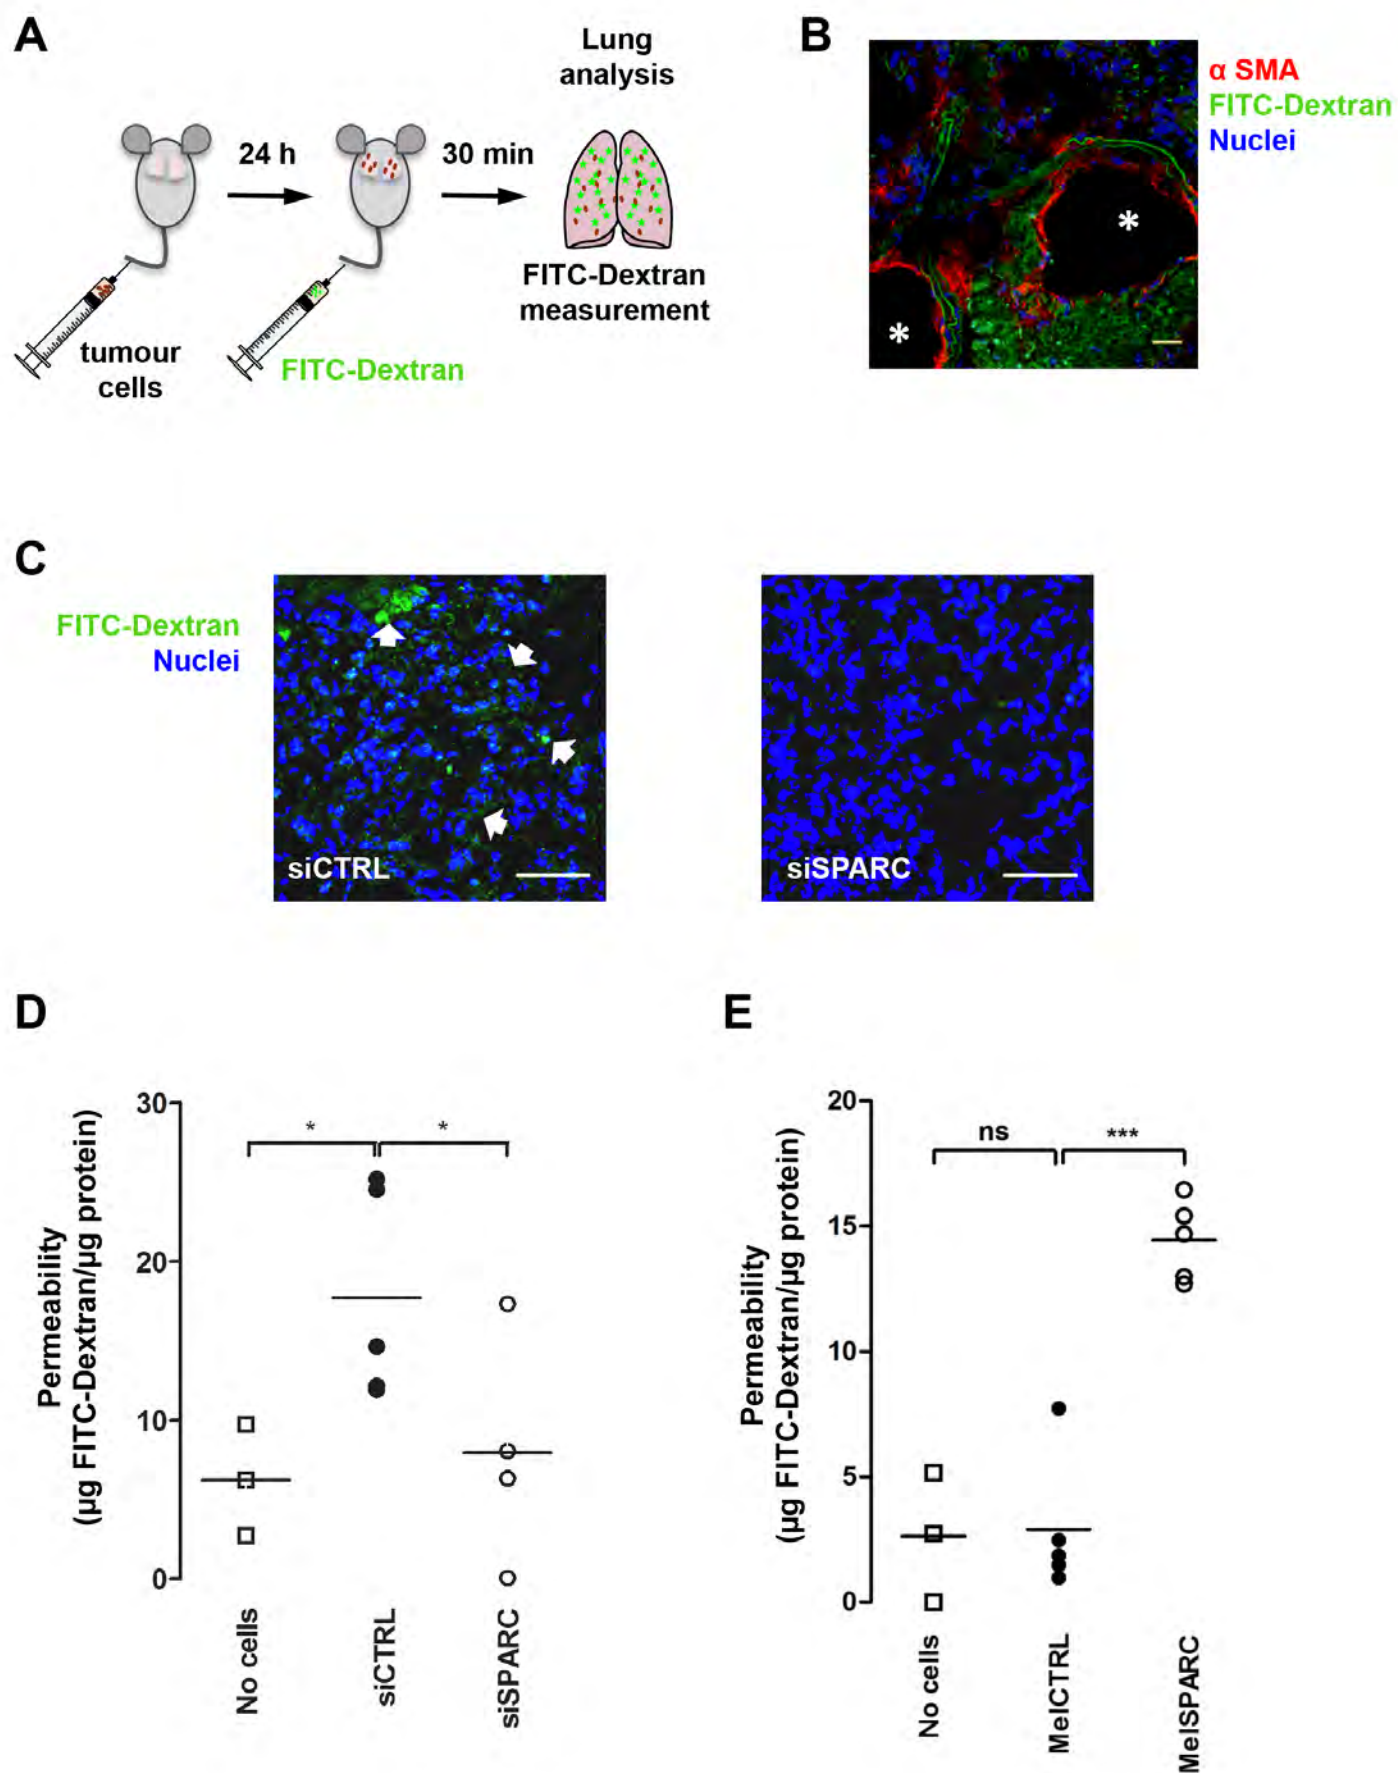 A
Lung
analysis
24 h
30 min
tumour
cells
FITC-Dextran
FITC-Dextran
measurement
B
α SMA
FITC-Dextran
Nuclei
*
*
C
FITC-Dextran
Nuclei
siCTRL
siSPARC
D
Permeability
(µg FITC-Dextran/µg protein)
30
20
10
0
*
*
No cells
siCTRL
siSPARC
E
Permeability
(µg FITC-Dextran/µg protein)
20
15
10
5
0
ns
***
No cells
MelCTRL
MelSPARC